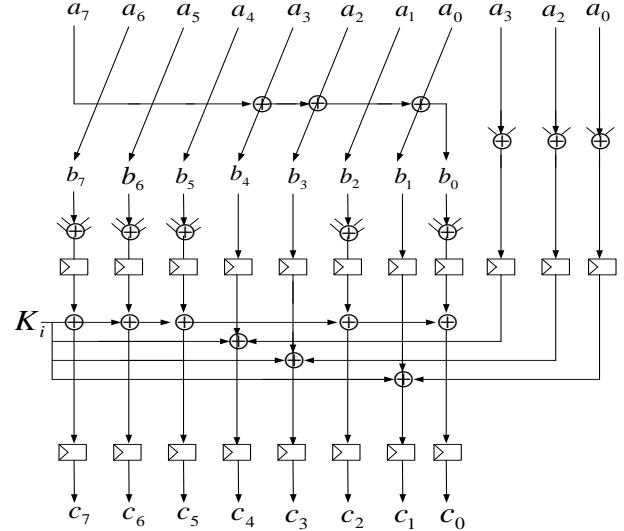 a₇ a₆ a₅ a₄ a₃ a₂ a₁ a₀ a₃ a₂ a₀
b₇ b₆ b₅ b₄ b₃ b₂ b₁ b₀
Kᵢ
c₇ c₆ c₅ c₄ c₃ c₂ c₁ c₀